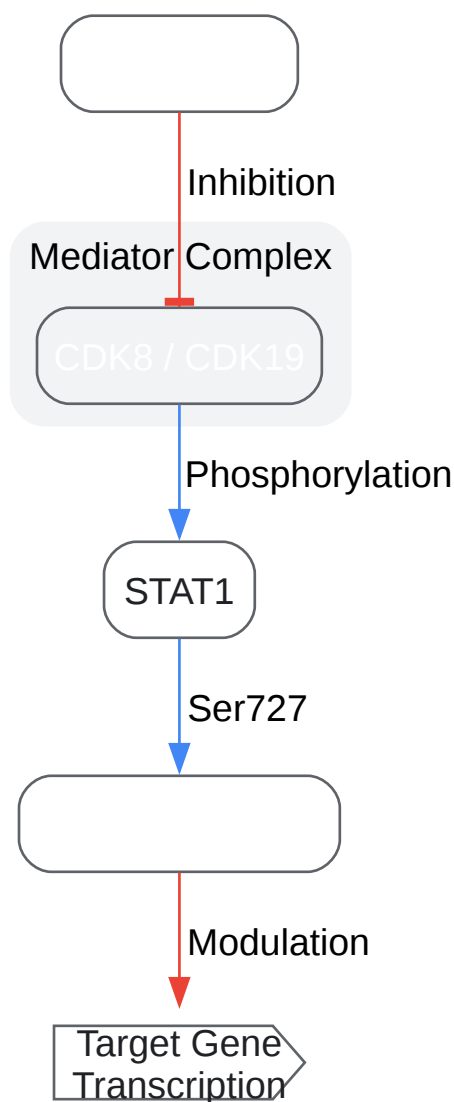 Inhibition
Mediator Complex
CDK8 / CDK19
Phosphorylation
STAT1
Ser727
Modulation
Target Gene
Transcription